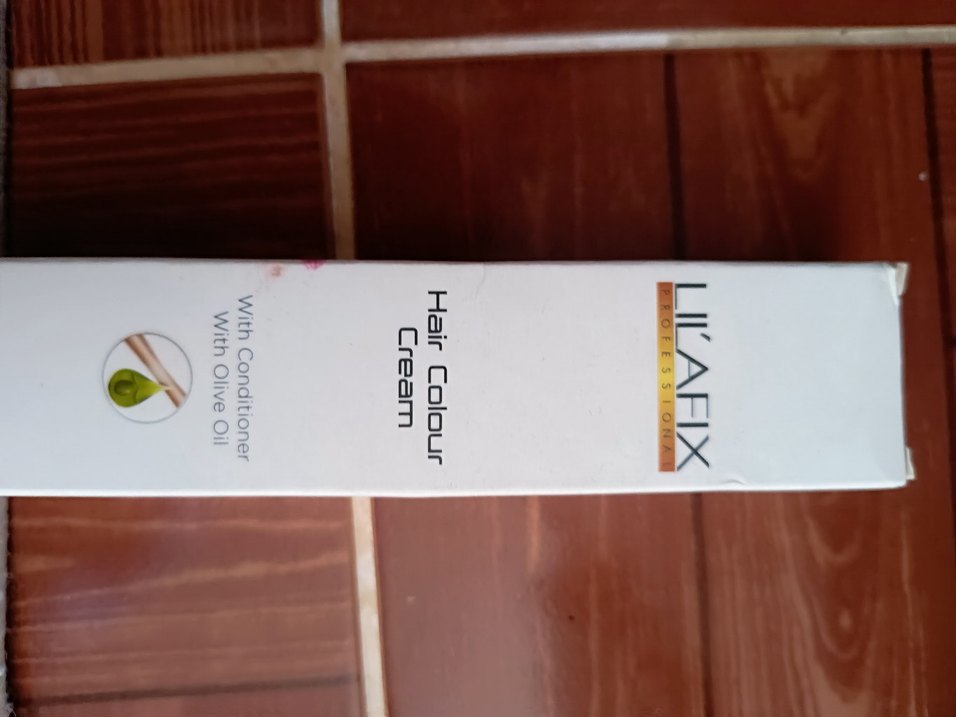 LIL'AFIX
PROFESSIONAL
Hair Colour
Cream
With Conditioner
With Olive Oil